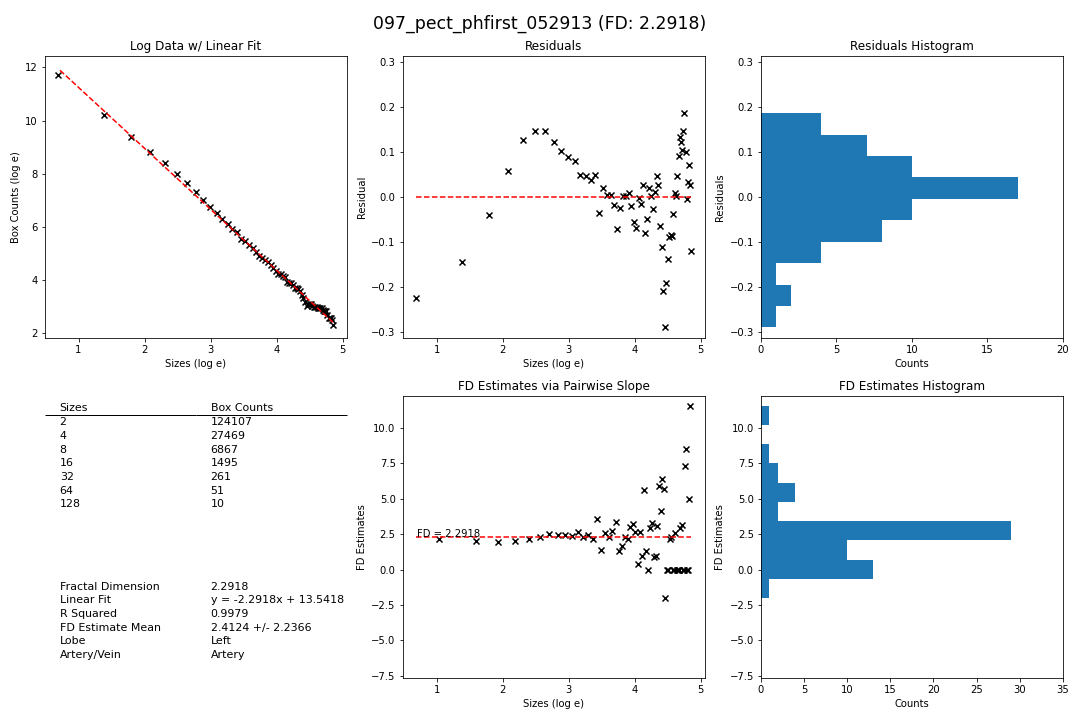 097_pect_phfirst_052913 (FD: 2.2918)
Log Data w/ Linear Fit
Box Counts (log e)
12
10
8
6
4
2
1 2 3 4 5
Sizes (log e)
Residuals
Residual
0.3
0.2
0.1
0.0
−0.1
−0.2
−0.3
1 2 3 4 5
Sizes (log e)
Residuals Histogram
Residuals
0.3
0.2
0.1
0.0
−0.1
−0.2
−0.3
0 5 10 15 20
Counts
Sizes Box Counts
2 124107
4 27469
8 6867
16 1495
32 261
64 51
128 10
Fractal Dimension 2.2918
Linear Fit y = -2.2918x + 13.5418
R Squared 0.9979
FD Estimate Mean 2.4124 +/- 2.2366
Lobe Left
Artery/Vein Artery
FD Estimates via Pairwise Slope
FD Estimates
10.0
7.5
5.0
2.5
0.0
−2.5
−5.0
−7.5
FD = 2.2918
1 2 3 4 5
Sizes (log e)
FD Estimates Histogram
FD Estimates
10.0
7.5
5.0
2.5
0.0
−2.5
−5.0
−7.5
0 5 10 15 20 25 30 35
Counts